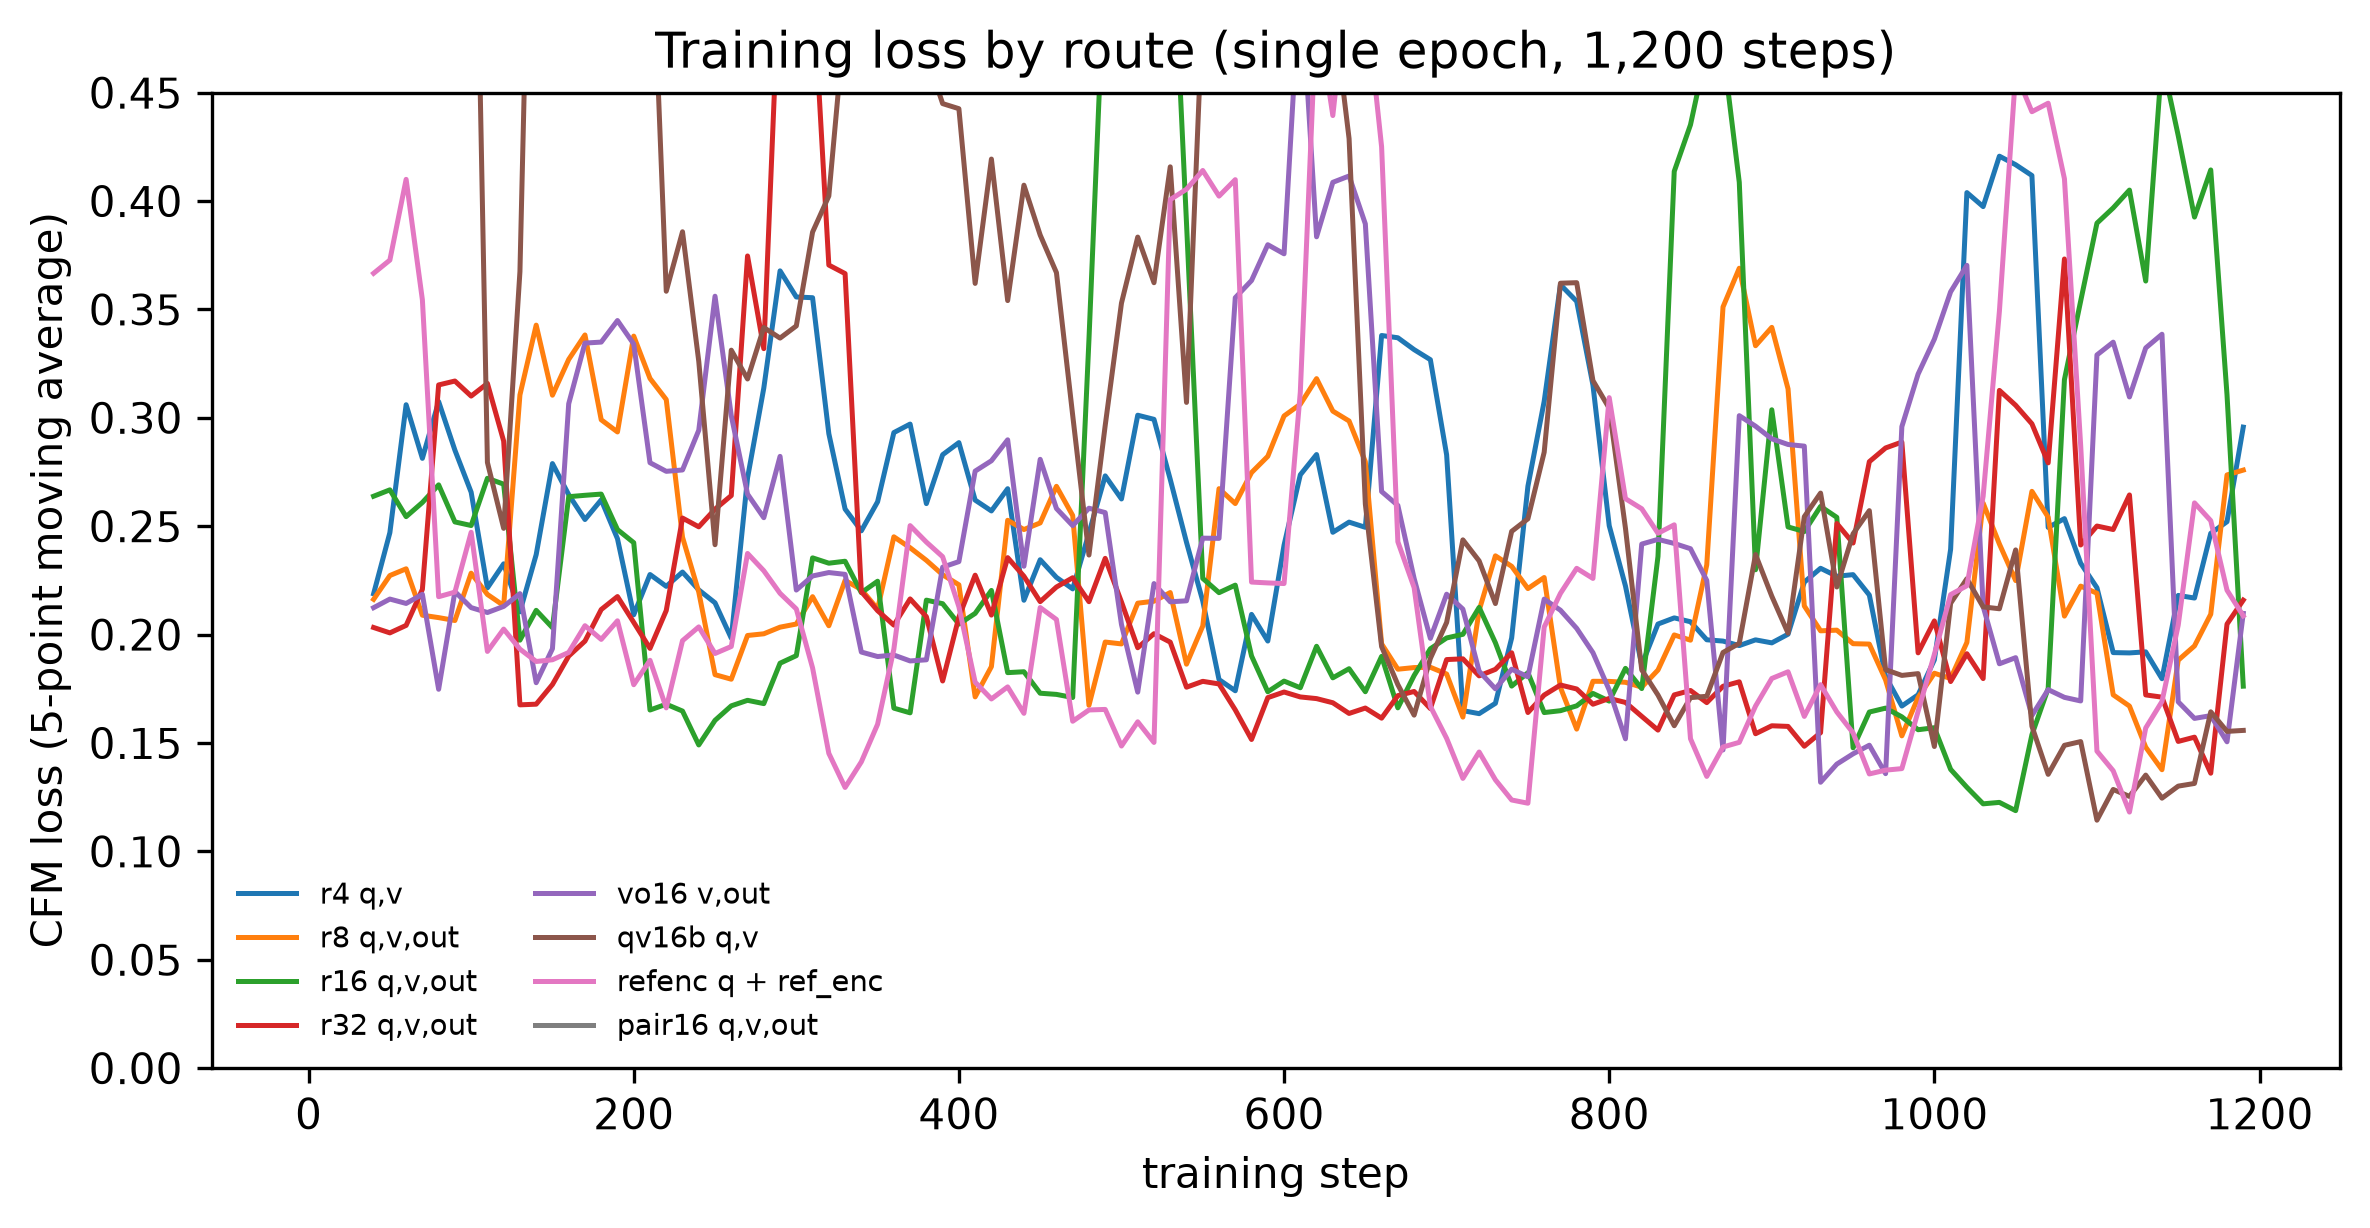 Training loss by route (single epoch, 1,200 steps)
CFM loss (5-point moving average)
0.45
0.40
0.35
0.30
0.25
0.20
0.15
0.10
0.05
0.00
r4 q,v
r8 q,v,out
r16 q,v,out
r32 q,v,out
vo16 v,out
qv16b q,v
refenc q + ref_enc
pair16 q,v,out
0 200 400 600 800 1000 1200
training step